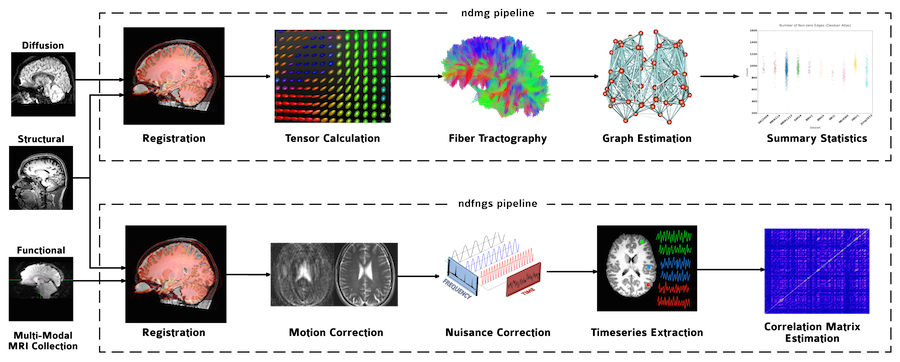 ndmg pipeline
Diffusion
Structural
Functional
Multi-Modal
MRI Collection
Registration
Tensor Calculation
Fiber Tractography
Graph Estimation
Summary Statistics
Number of Non-zero Edges (Desikan Atlas)
ndfngs pipeline
FREQUENCY
TIME
Registration
Motion Correction
Nuisance Correction
Timeseries Extraction
Correlation Matrix
Estimation